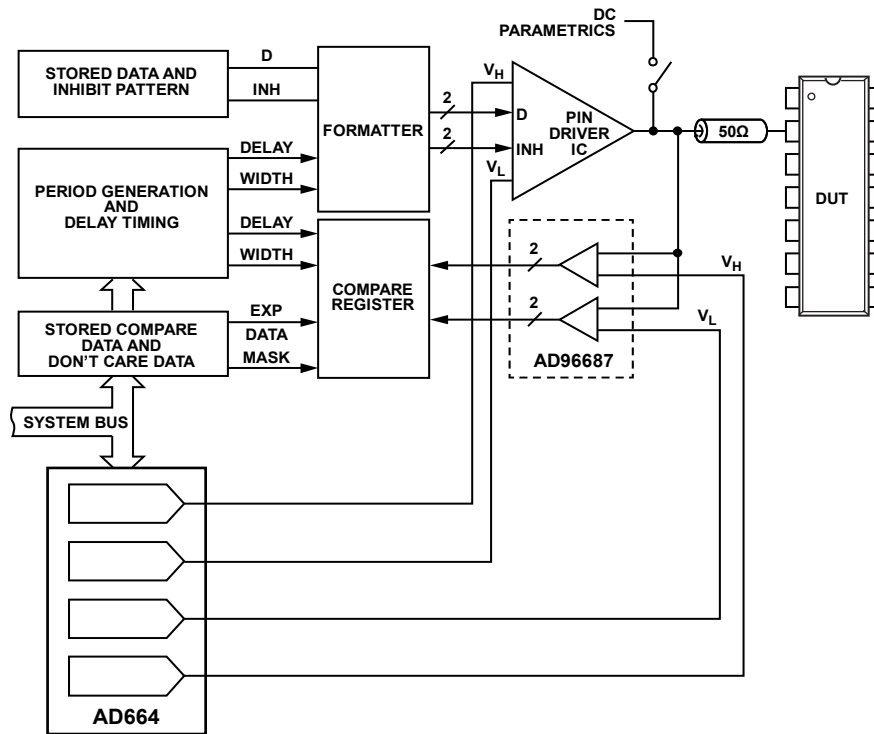 DC
PARAMETRICS
STORED DATA AND
INHIBIT PATTERN
D
INH
FORMATTER
2
2
V_H
D
INH
V_L
PIN
DRIVER
IC
50Ω
DUT
PERIOD GENERATION
AND
DELAY TIMING
DELAY
WIDTH
DELAY
WIDTH
COMPARE
REGISTER
2
2
V_H
V_L
AD96687
STORED COMPARE
DATA AND
DON'T CARE DATA
EXP
DATA
MASK
SYSTEM BUS
AD664